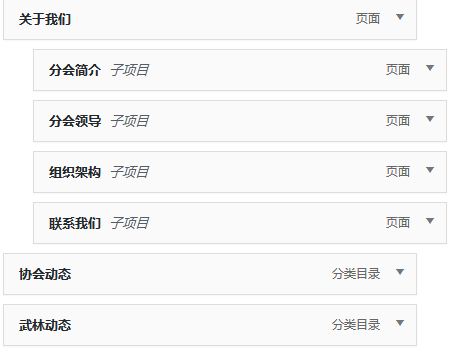 关于我们 页面
分会简介 子项目 页面
分会领导 子项目 页面
组织架构 子项目 页面
联系我们 子项目 页面
协会动态 分类目录
武林动态 分类目录